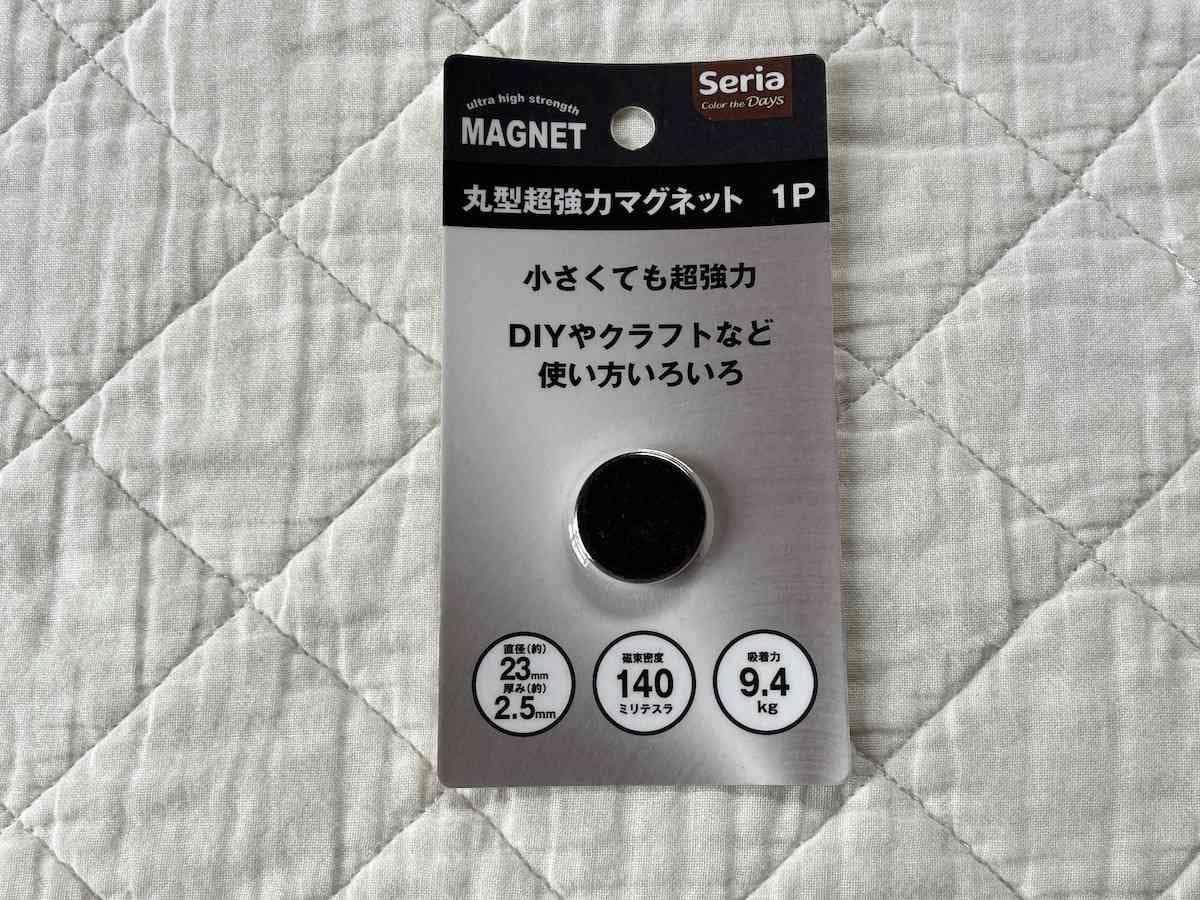 ultra high strength
MAGNET
Seria
Color the Days
丸型超強力マグネット 1P
小さくても超強力
DIYやクラフトなど
使い方いろいろ
直径(約)
23mm
厚み(約)
2.5mm
磁束密度
140
ミリテスラ
吸着力
9.4
kg